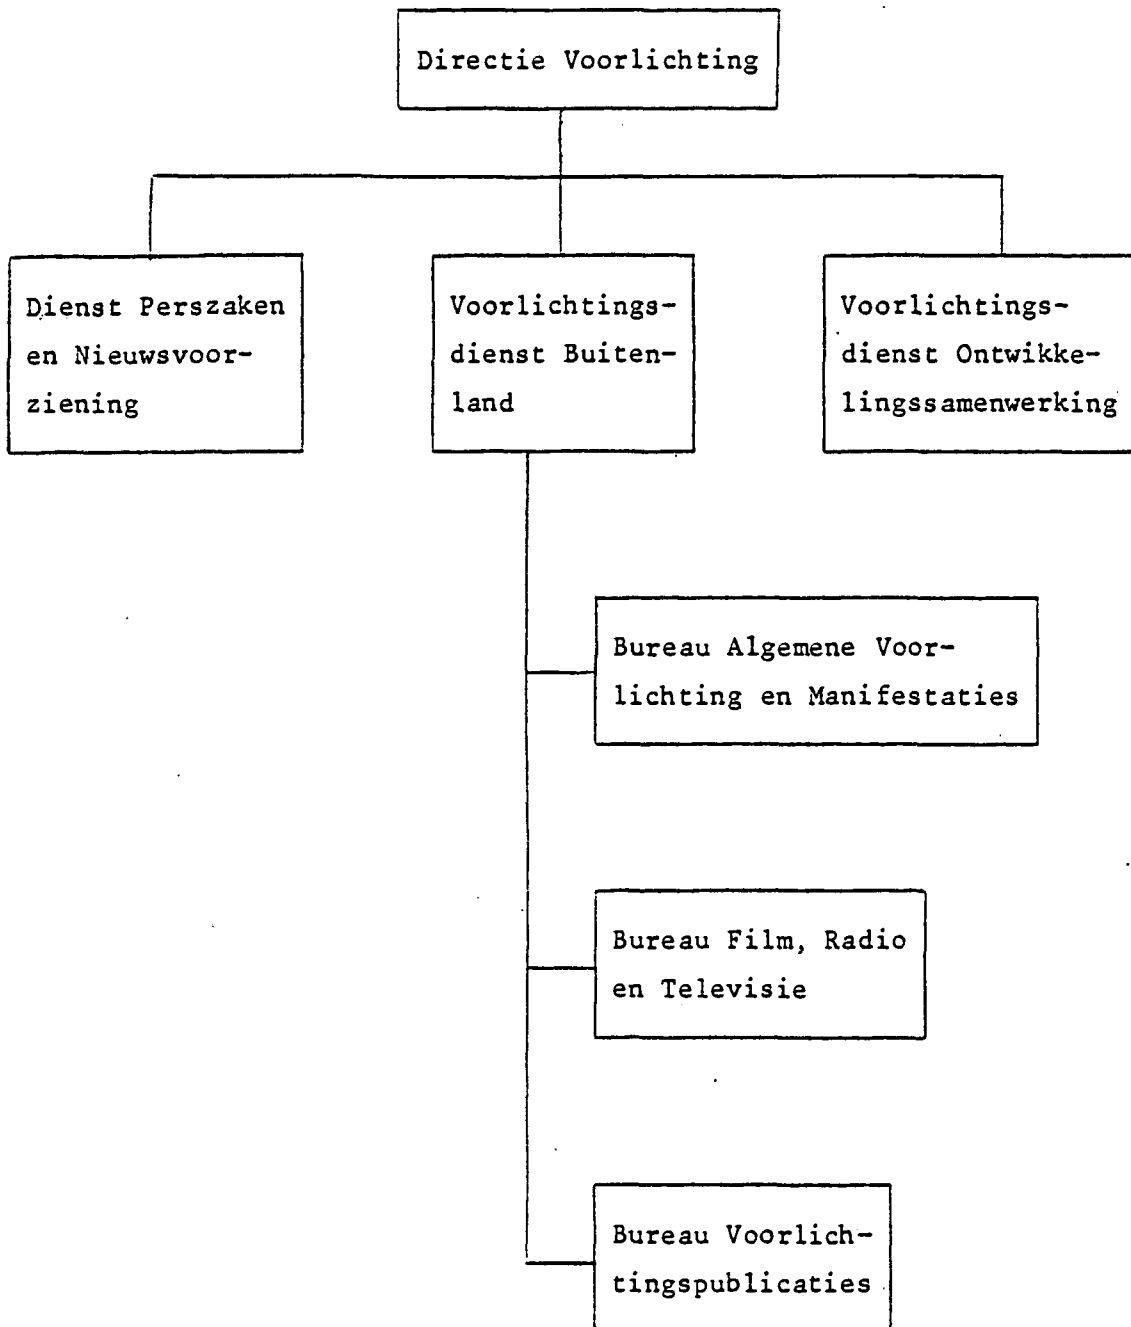 Directie Voorlichting
Dienst Perszaken
en Nieuwsvoor-
ziening
Voorlichtings-
dienst Buiten-
land
Voorlichtings-
dienst Ontwikke-
lingssamenwerking
Bureau Algemene Voor-
lichting en Manifestaties
Bureau Film, Radio
en Televisie
Bureau Voorlich-
tingspublicaties